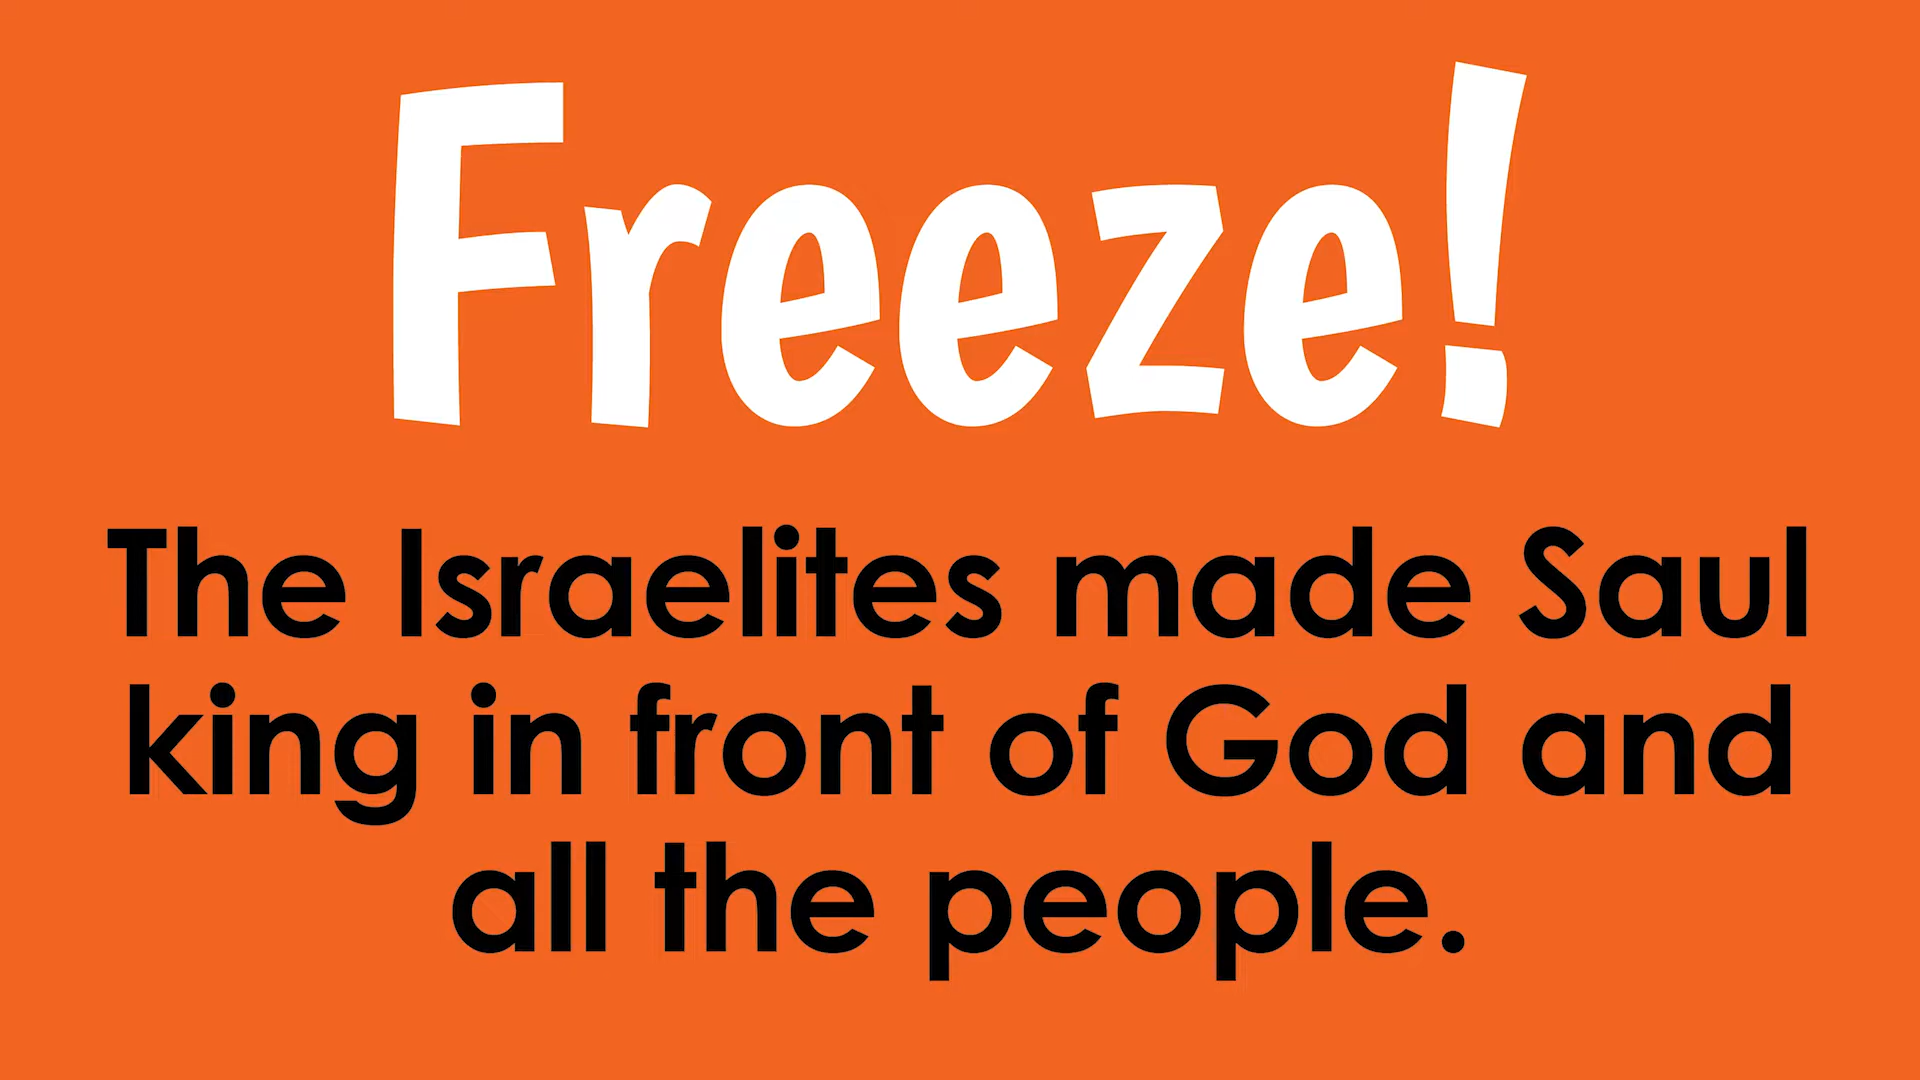 Freeze!
The Israelites made Saul
king in front of God and
all the people.